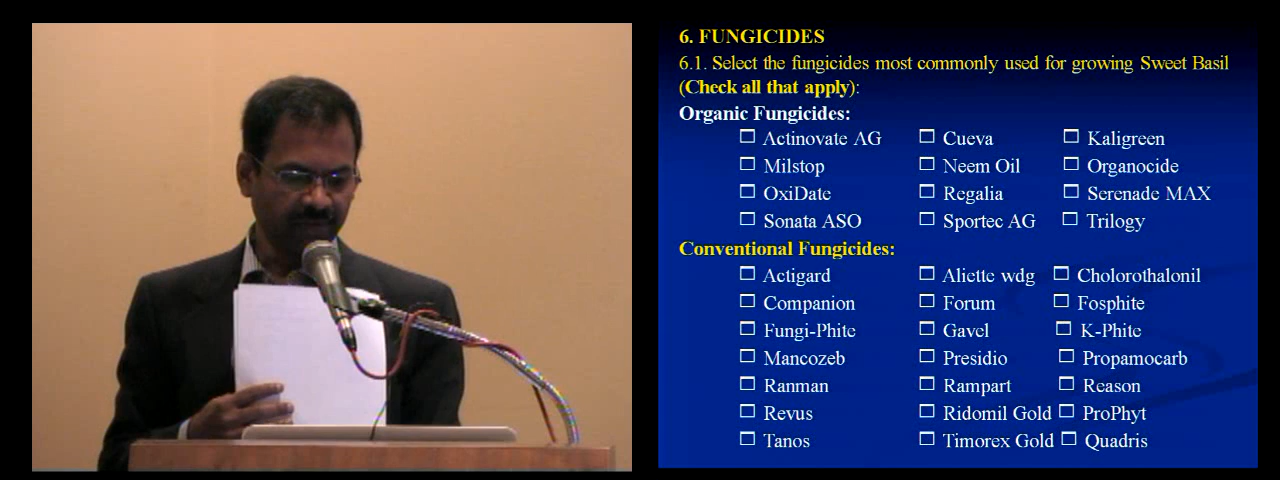 6. FUNGICIDES
6.1. Select the fungicides most commonly used for growing Sweet Basil
(Check all that apply):
Organic Fungicides:
Actinovate AG Cueva Kaligreen
Milstop Neem Oil Organocide
OxiDate Regalia Serenade MAX
Sonata ASO Sportec AG Trilogy
Conventional Fungicides:
Actigard Aliette wdg Cholorothalonil
Companion Forum Fosphite
Fungi-Phite Gavel K-Phite
Mancozeb Presidio Propamocarb
Ranman Rampart Reason
Revus Ridomil Gold ProPhyt
Tanos Timorex Gold Quadris